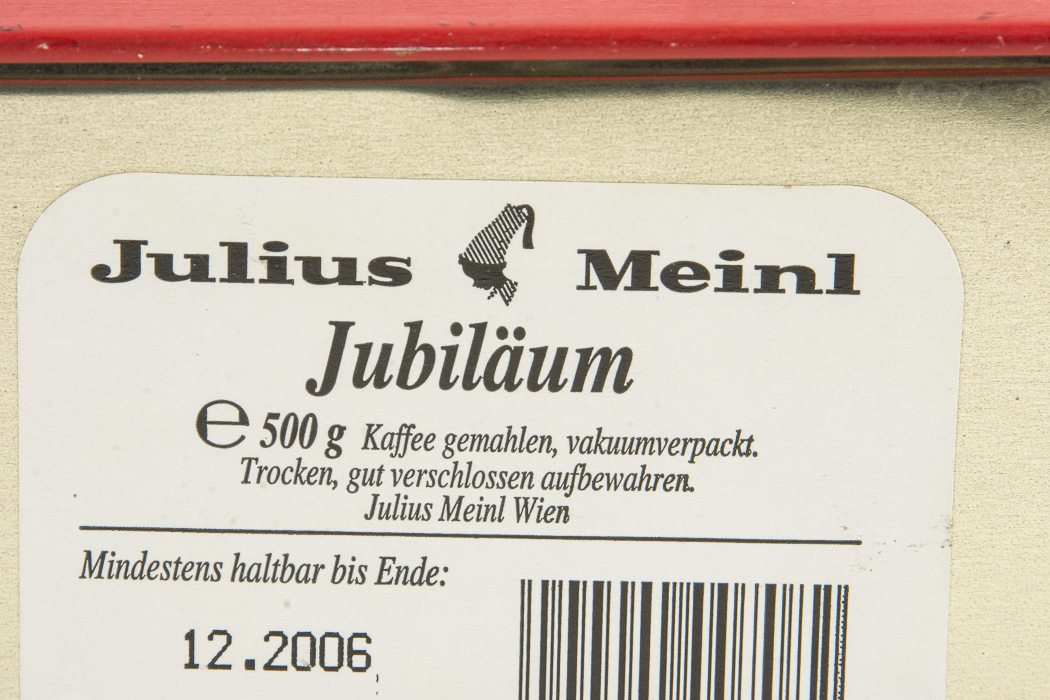 Julius Meinl
Jubiläum
℮ 500 g Kaffee gemahlen, vakuumverpackt.
Trocken, gut verschlossen aufbewahren.
Julius Meinl Wien
Mindestens haltbar bis Ende:
12.2006